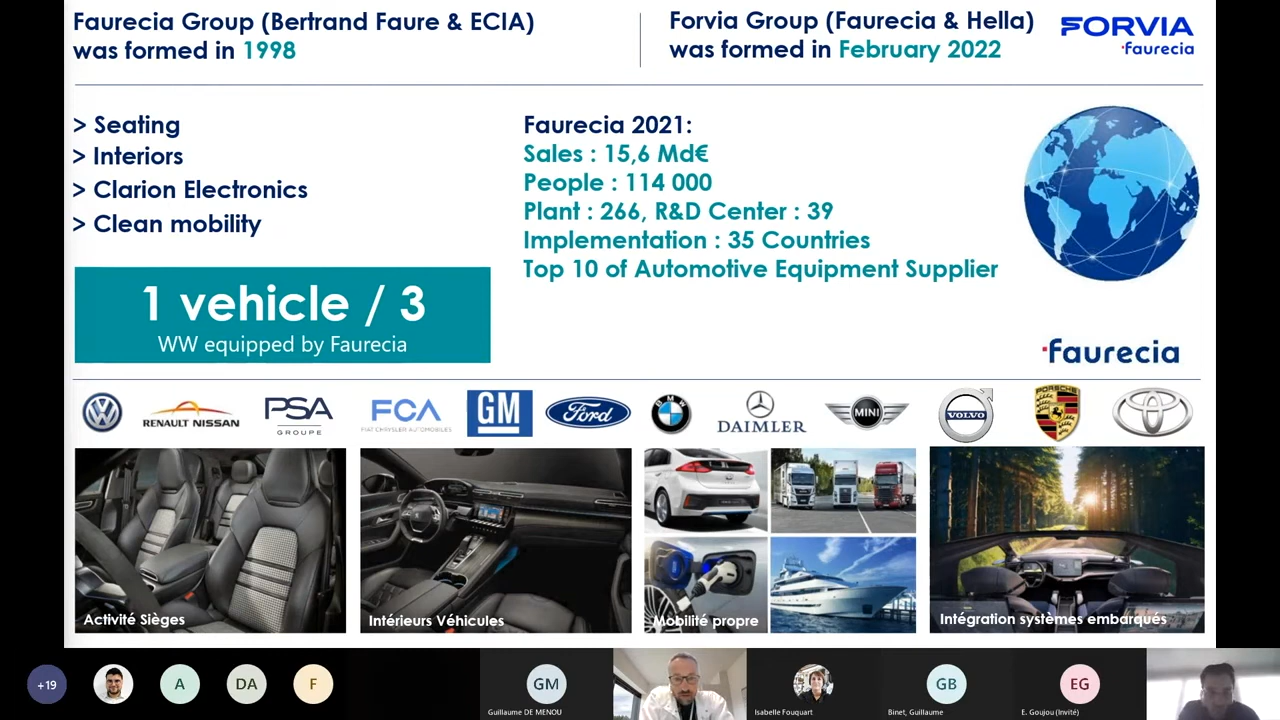 Faurecia Group (Bertrand Faure & ECIA)
was formed in 1998
Forvia Group (Faurecia & Hella)
was formed in February 2022
FORVIA
faurecia
> Seating
> Interiors
> Clarion Electronics
> Clean mobility
Faurecia 2021:
Sales : 15,6 Md€
People : 114 000
Plant : 266, R&D Center : 39
Implementation : 35 Countries
Top 10 of Automotive Equipment Supplier
1 vehicle / 3
WW equipped by Faurecia
faurecia
RENAULT NISSAN
PSA
GROUPE
FCA
FIAT CHRYSLER AUTOMOBILES
GM
Ford
BMW
DAIMLER
MINI
VOLVO
PORSCHE
Activité Sièges
Intérieurs Véhicules
Mobilité propre
Intégration systèmes embarqués
+19
A
DA
F
GM
Guillaume DE MENOU
Isabelle Fouquart
GB
Binet, Guillaume
EG
E. Goujou (Invité)